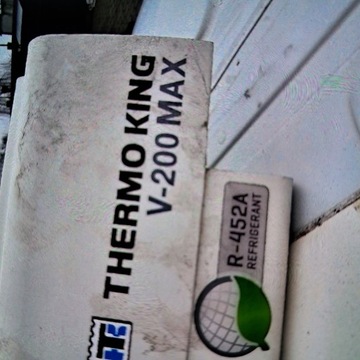 THERMO KING
V-200 MAX
R-452A
REFRIGERANT